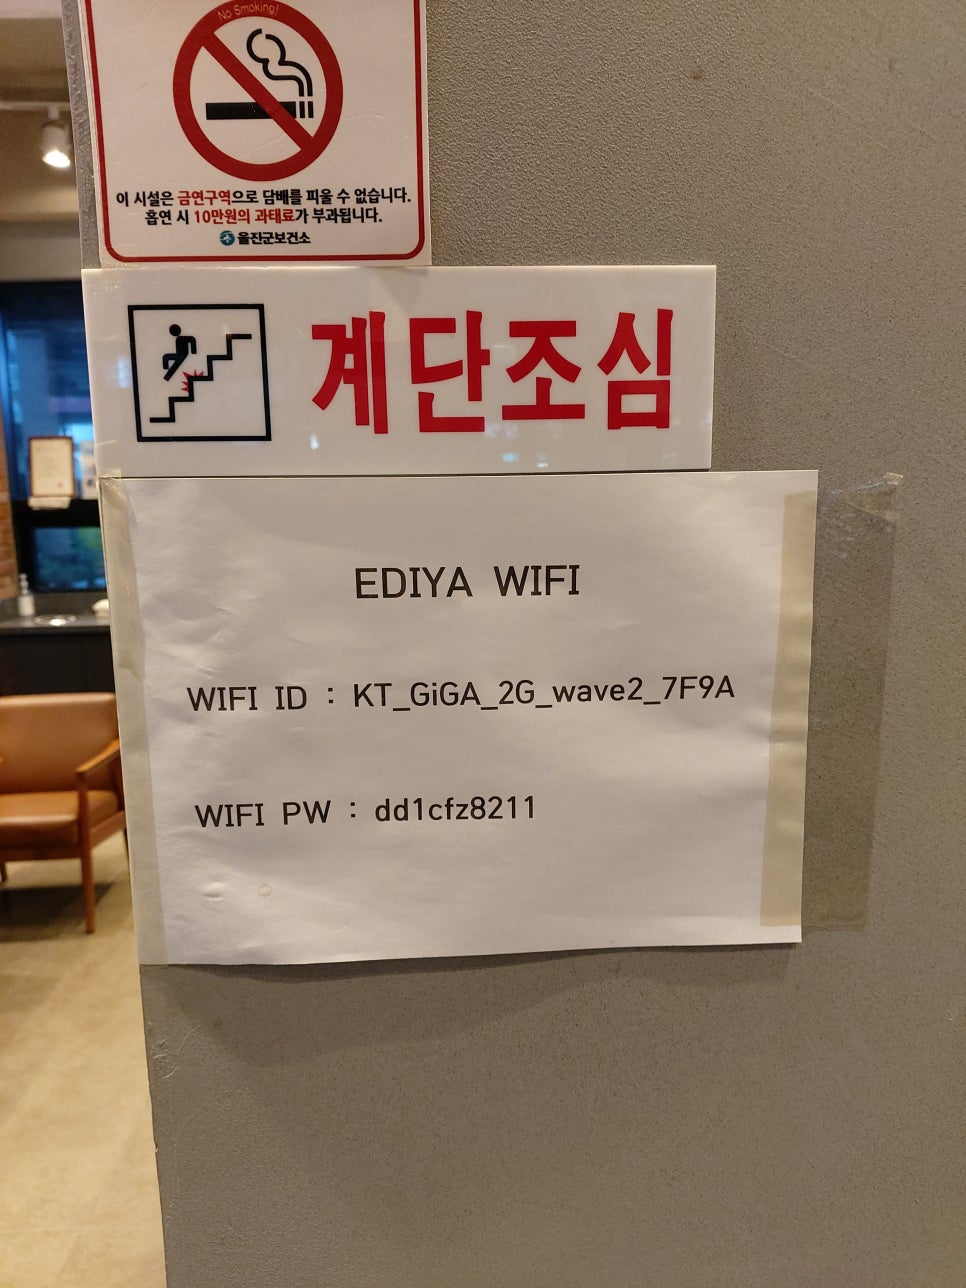 No Smoking!
이 시설은 금연구역으로 담배를 피울 수 없습니다.
흡연 시 10만원의 과태료가 부과됩니다.
울진군보건소
계단조심
EDIYA WIFI
WIFI ID : KT_GiGA_2G_wave2_7F9A
WIFI PW : dd1cfz8211